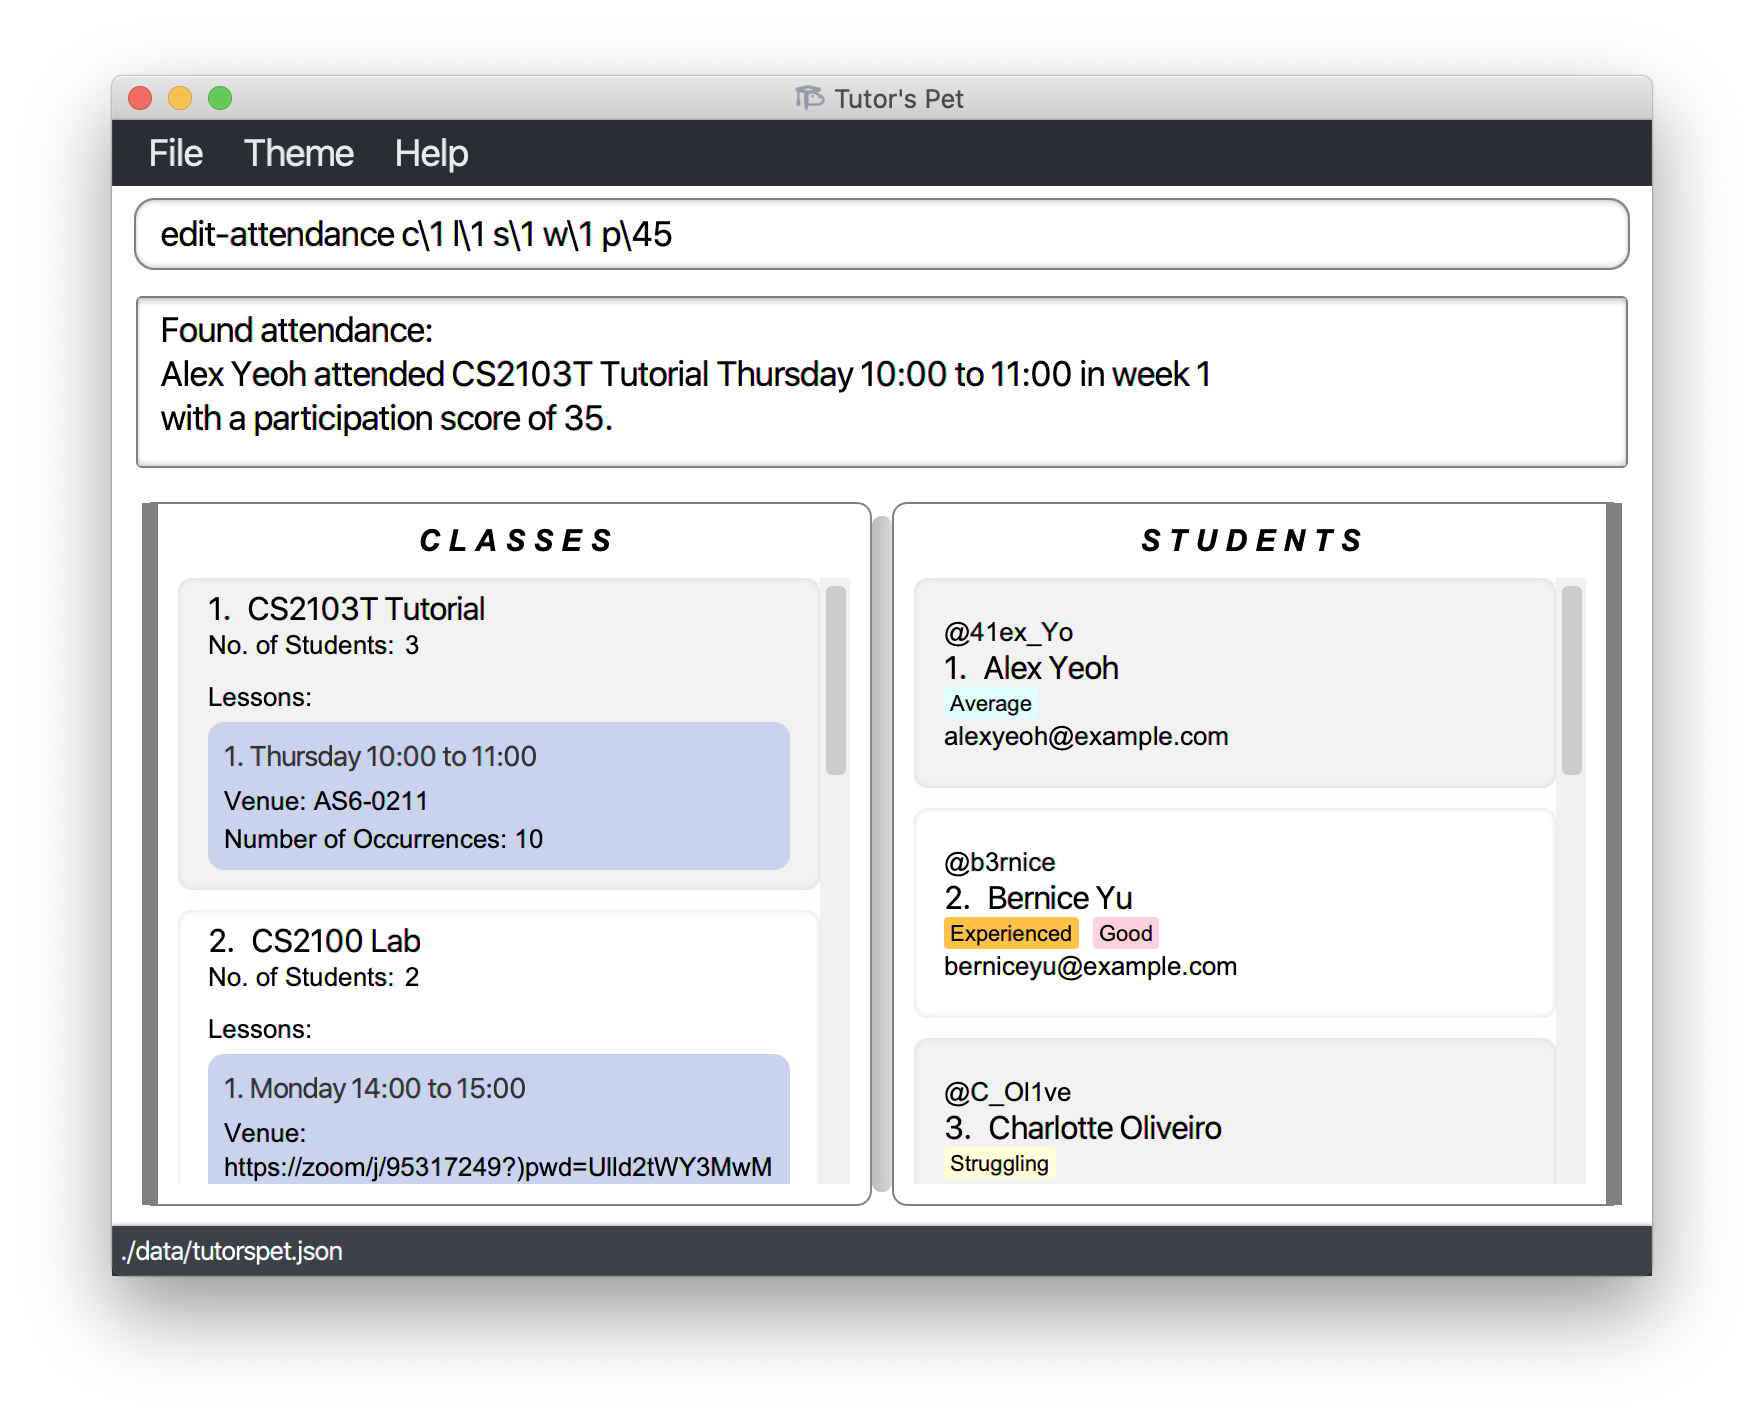 Tutor's Pet
File Theme Help
edit-attendance c\1 l\1 s\1 w\1 p\45
Found attendance:
Alex Yeoh attended CS2103T Tutorial Thursday 10:00 to 11:00 in week 1
with a participation score of 35.
CLASSES
1. CS2103T Tutorial
No. of Students: 3
Lessons:
1. Thursday 10:00 to 11:00
Venue: AS6-0211
Number of Occurrences: 10
2. CS2100 Lab
No. of Students: 2
Lessons:
1. Monday 14:00 to 15:00
Venue:
https://zoom/j/95317249?)pwd=Ulld2tWY3MwM
STUDENTS
@41ex_Yo
1. Alex Yeoh
Average
alexyeoh@example.com
@b3rnice
2. Bernice Yu
Experienced Good
berniceyu@example.com
@C_Ol1ve
3. Charlotte Oliveiro
Struggling
./data/tutorspet.json